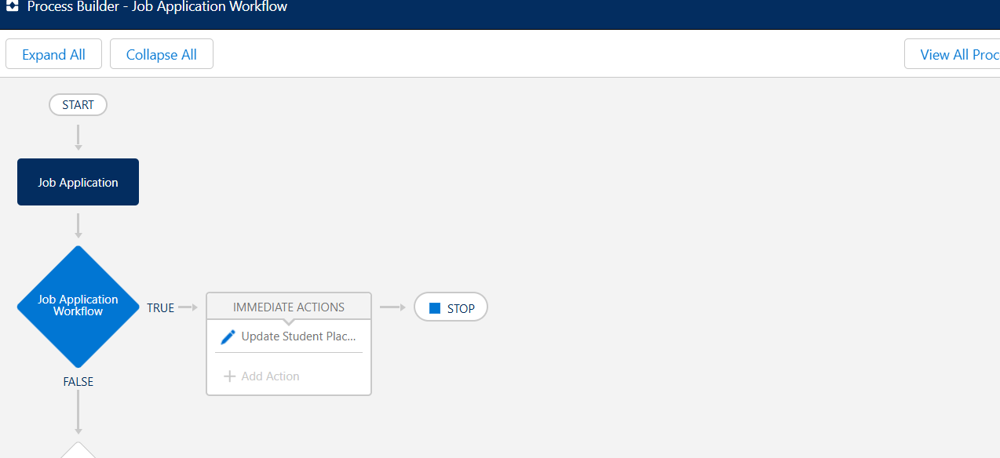 Process Builder - Job Application Workflow
Expand All
Collapse All
View All Proc
START
Job Application
Job Application
Workflow
TRUE
IMMEDIATE ACTIONS
STOP
Update Student Plac...
Add Action
FALSE